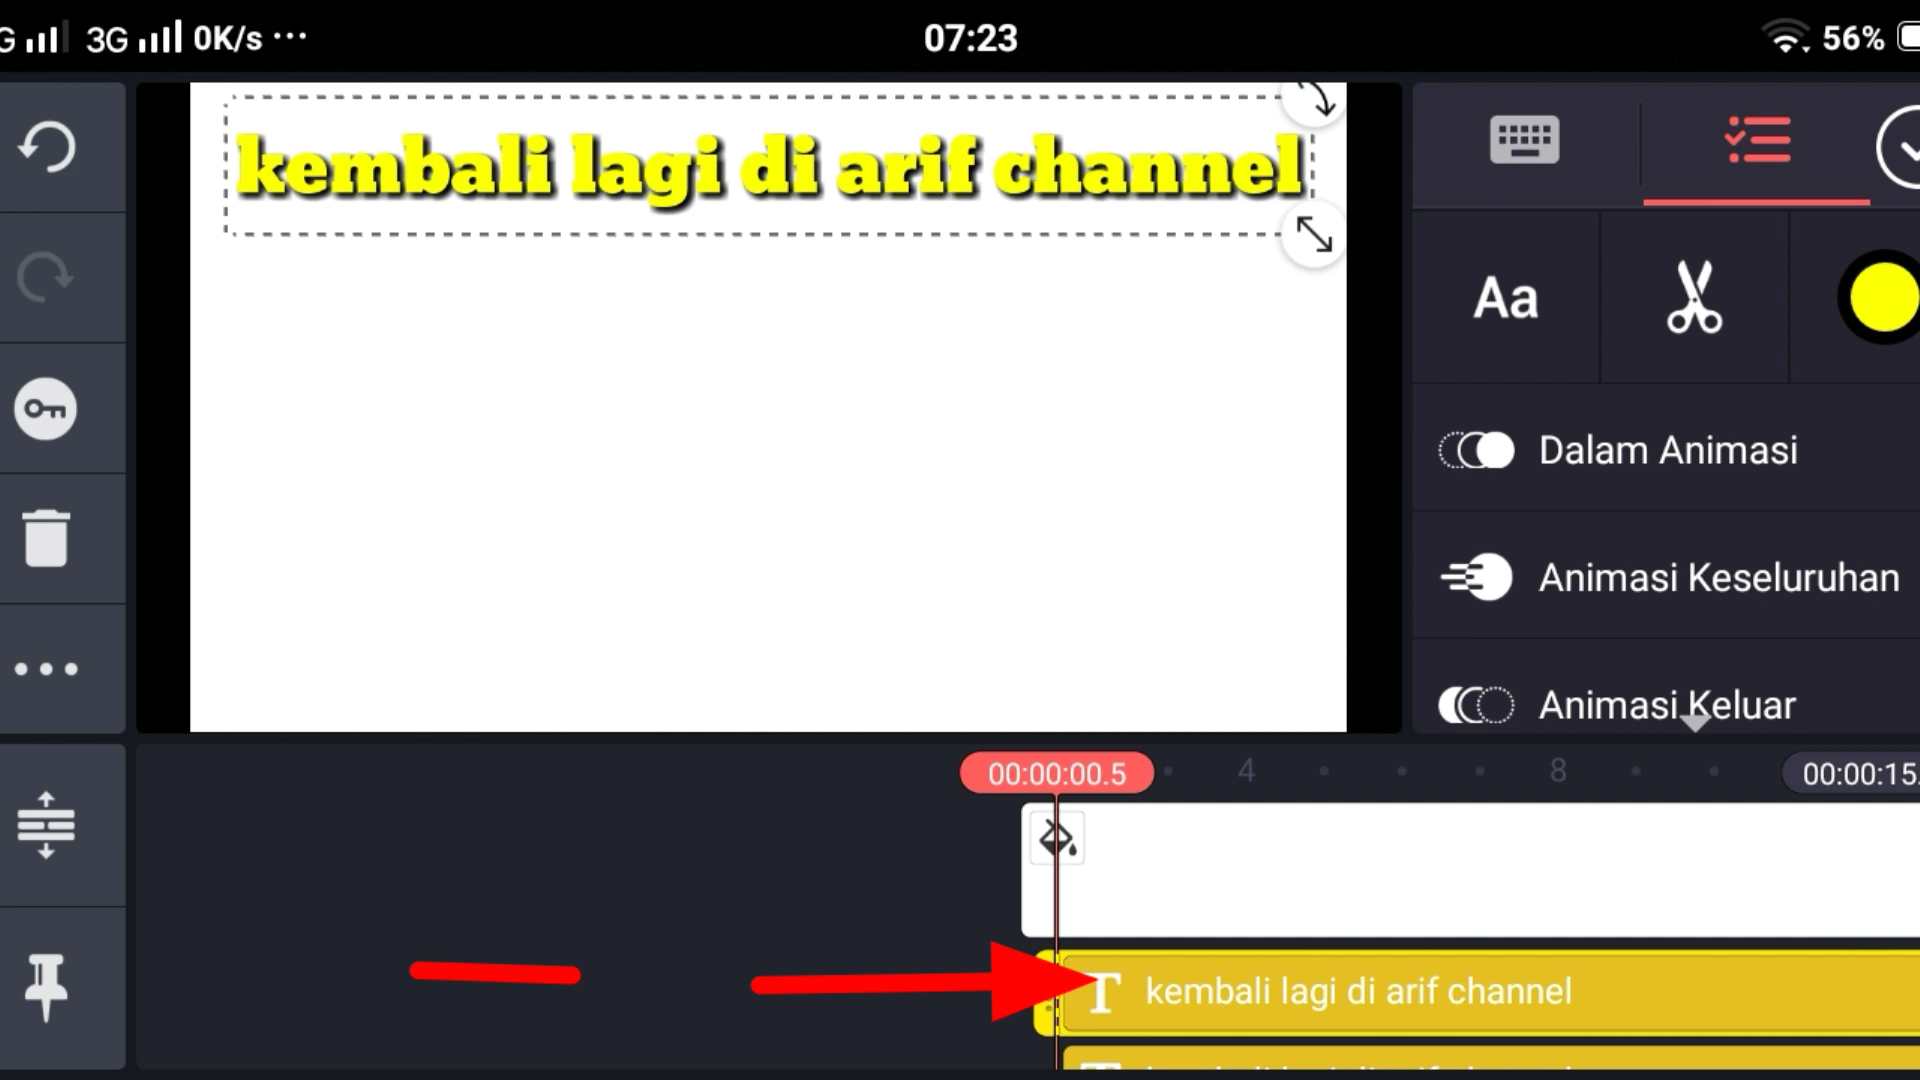 G 3G 0K/s ... 07:23 56%
kembali lagi di arif channel
Aa
Dalam Animasi
Animasi Keseluruhan
Animasi Keluar
00:00:00.5 4 8 00:00:15.
T kembali lagi di arif channel